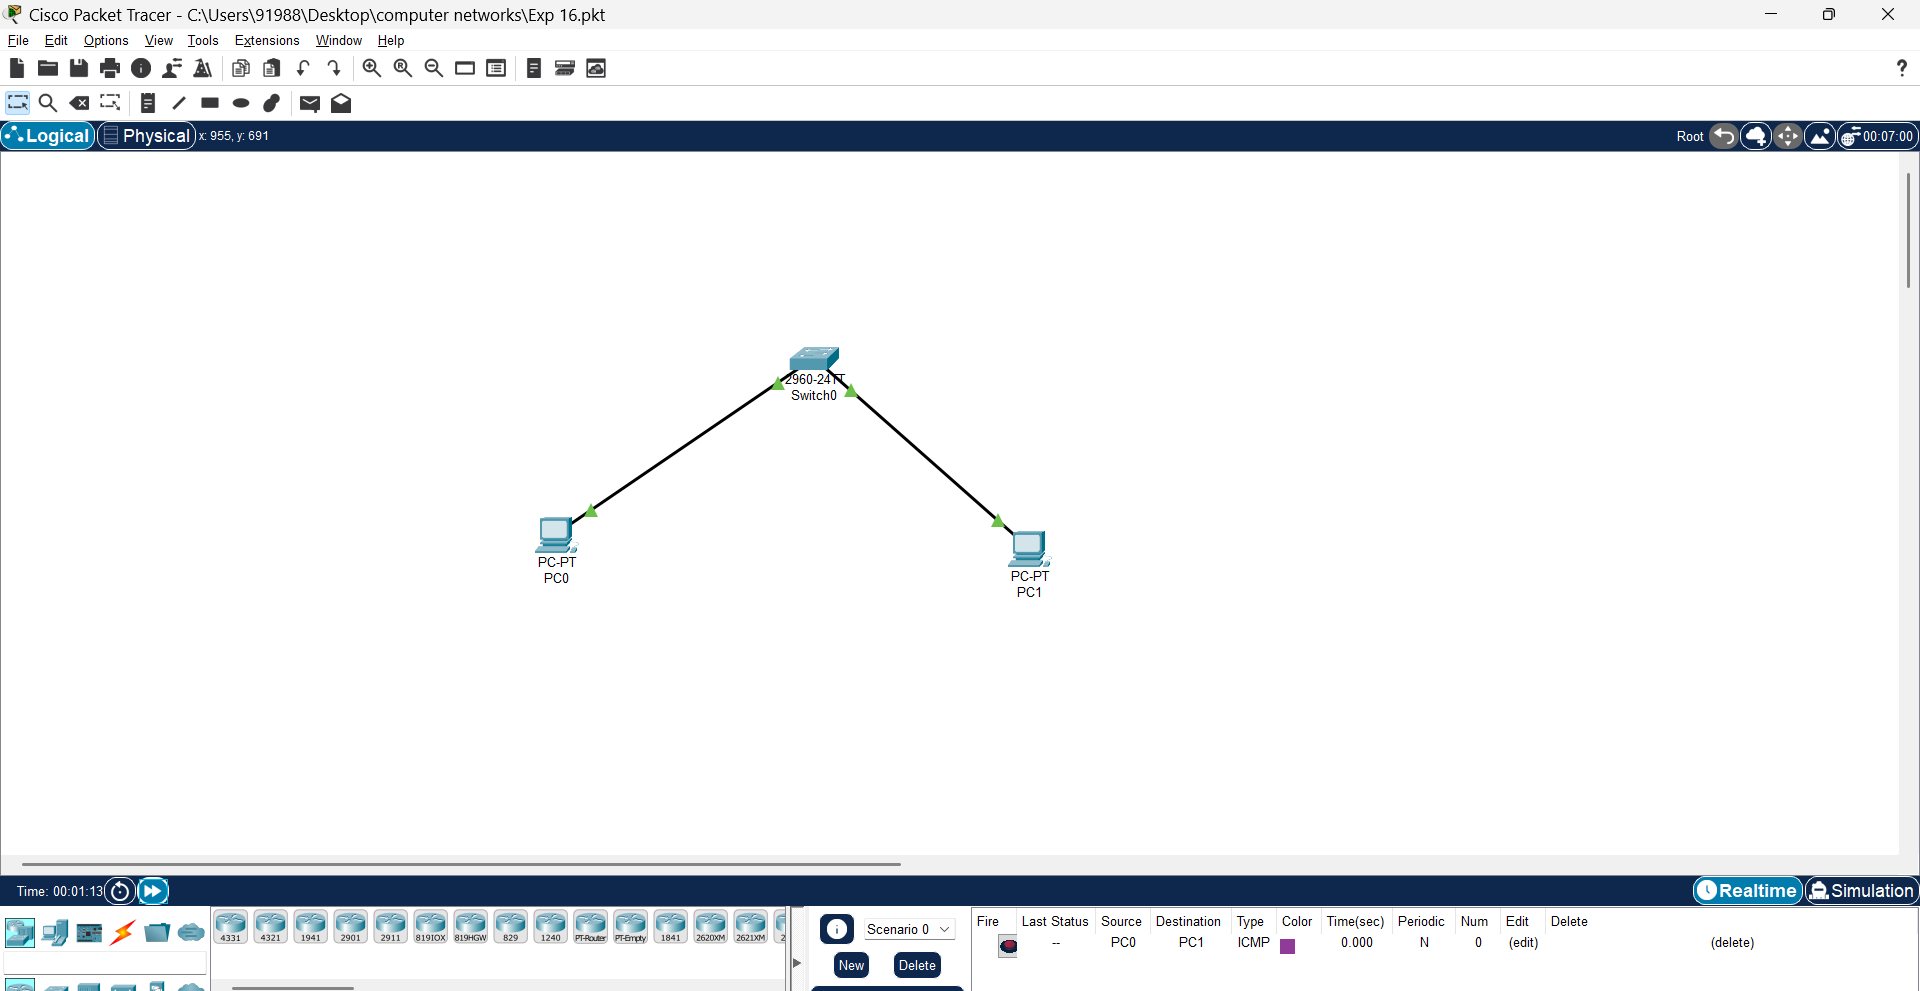 Cisco Packet Tracer - C:\Users\91988\Desktop\computer networks\Exp 16.pkt
File Edit Options View Tools Extensions Window Help
?
Logical Physical x: 955, y: 691 Root 00:07:00
2960-24TT
Switch0
PC-PT
PC0
PC-PT
PC1
Time: 00:01:13 Realtime Simulation
4331 4321 1941 2901 2911 819IOX 819HGW 829 1240 PT-Router PT-Empty 1841 2620XM 2621XM 2
Scenario 0
New Delete
Fire Last Status Source Destination Type Color Time(sec) Periodic Num Edit Delete
-- PC0 PC1 ICMP 0.000 N 0 (edit) (delete)